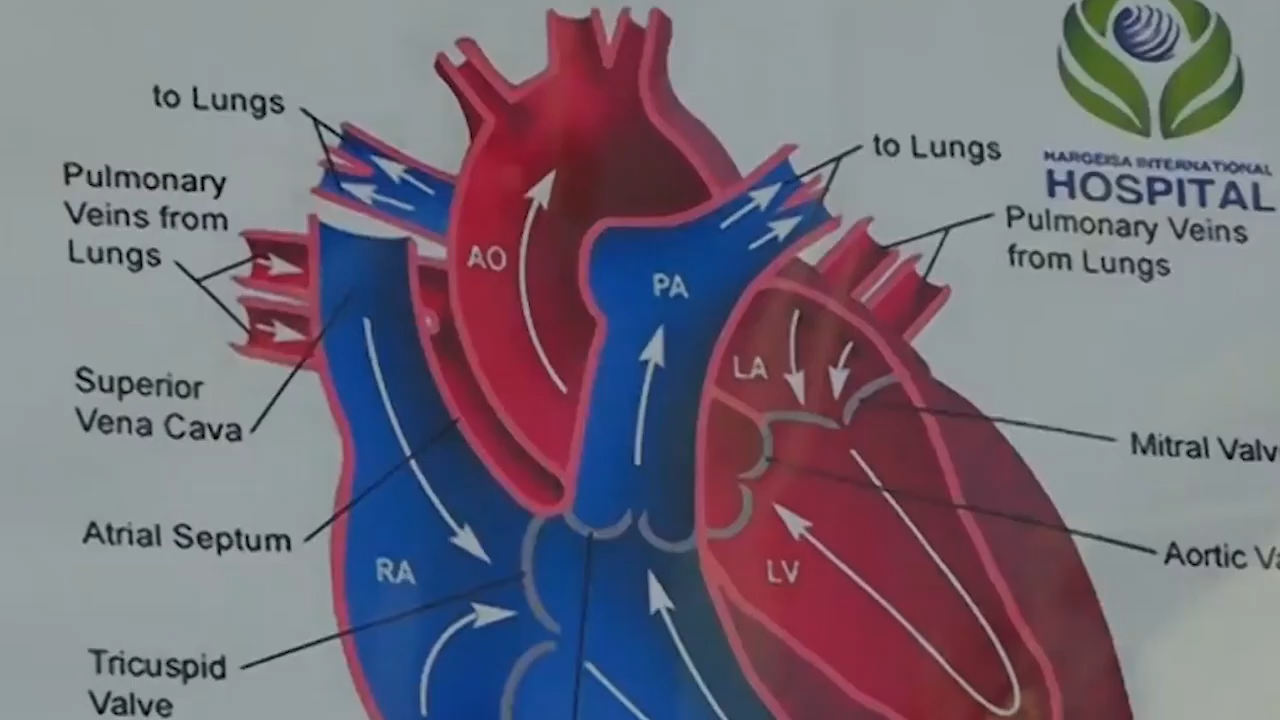 to Lungs
Pulmonary
Veins from
Lungs
Superior
Vena Cava
Atrial Septum
Tricuspid
Valve
AO
PA
LA
RA
LV
to Lungs
HARGEISA INTERNATIONAL
HOSPITAL
Pulmonary Veins
from Lungs
Mitral Valv
Aortic Va